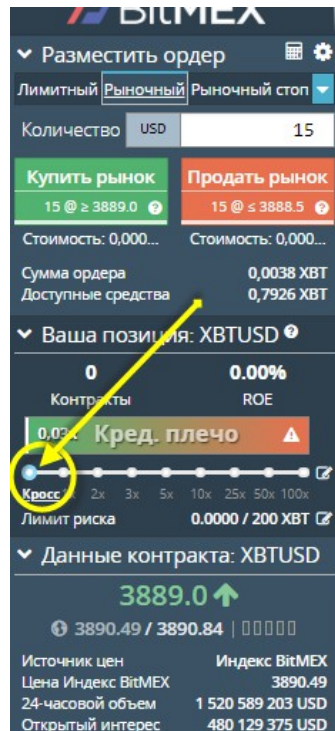 BitMEX
Разместить ордер
Лимитный Рыночный Рыночный стоп
Количество USD 15
Купить рынок Продать рынок
15 @ ≥ 3889.0 15 @ ≤ 3888.5
Стоимость: 0,000... Стоимость: 0,000...
Сумма ордера 0,0038 XBT
Доступные средства 0,7926 XBT
Ваша позиция: XBTUSD
0 0.00%
Контракты ROE
0,03x Кред. плечо
Кросс 1x 2x 3x 5x 10x 25x 50x 100x
Лимит риска 0.0000 / 200 XBT
Данные контракта: XBTUSD
3889.0
3890.49 / 3890.84 |
Источник цен Индекс BitMEX
Цена Индекс BitMEX 3890.49
24-часовой объем 1 520 589 203 USD
Открытый интерес 480 129 375 USD